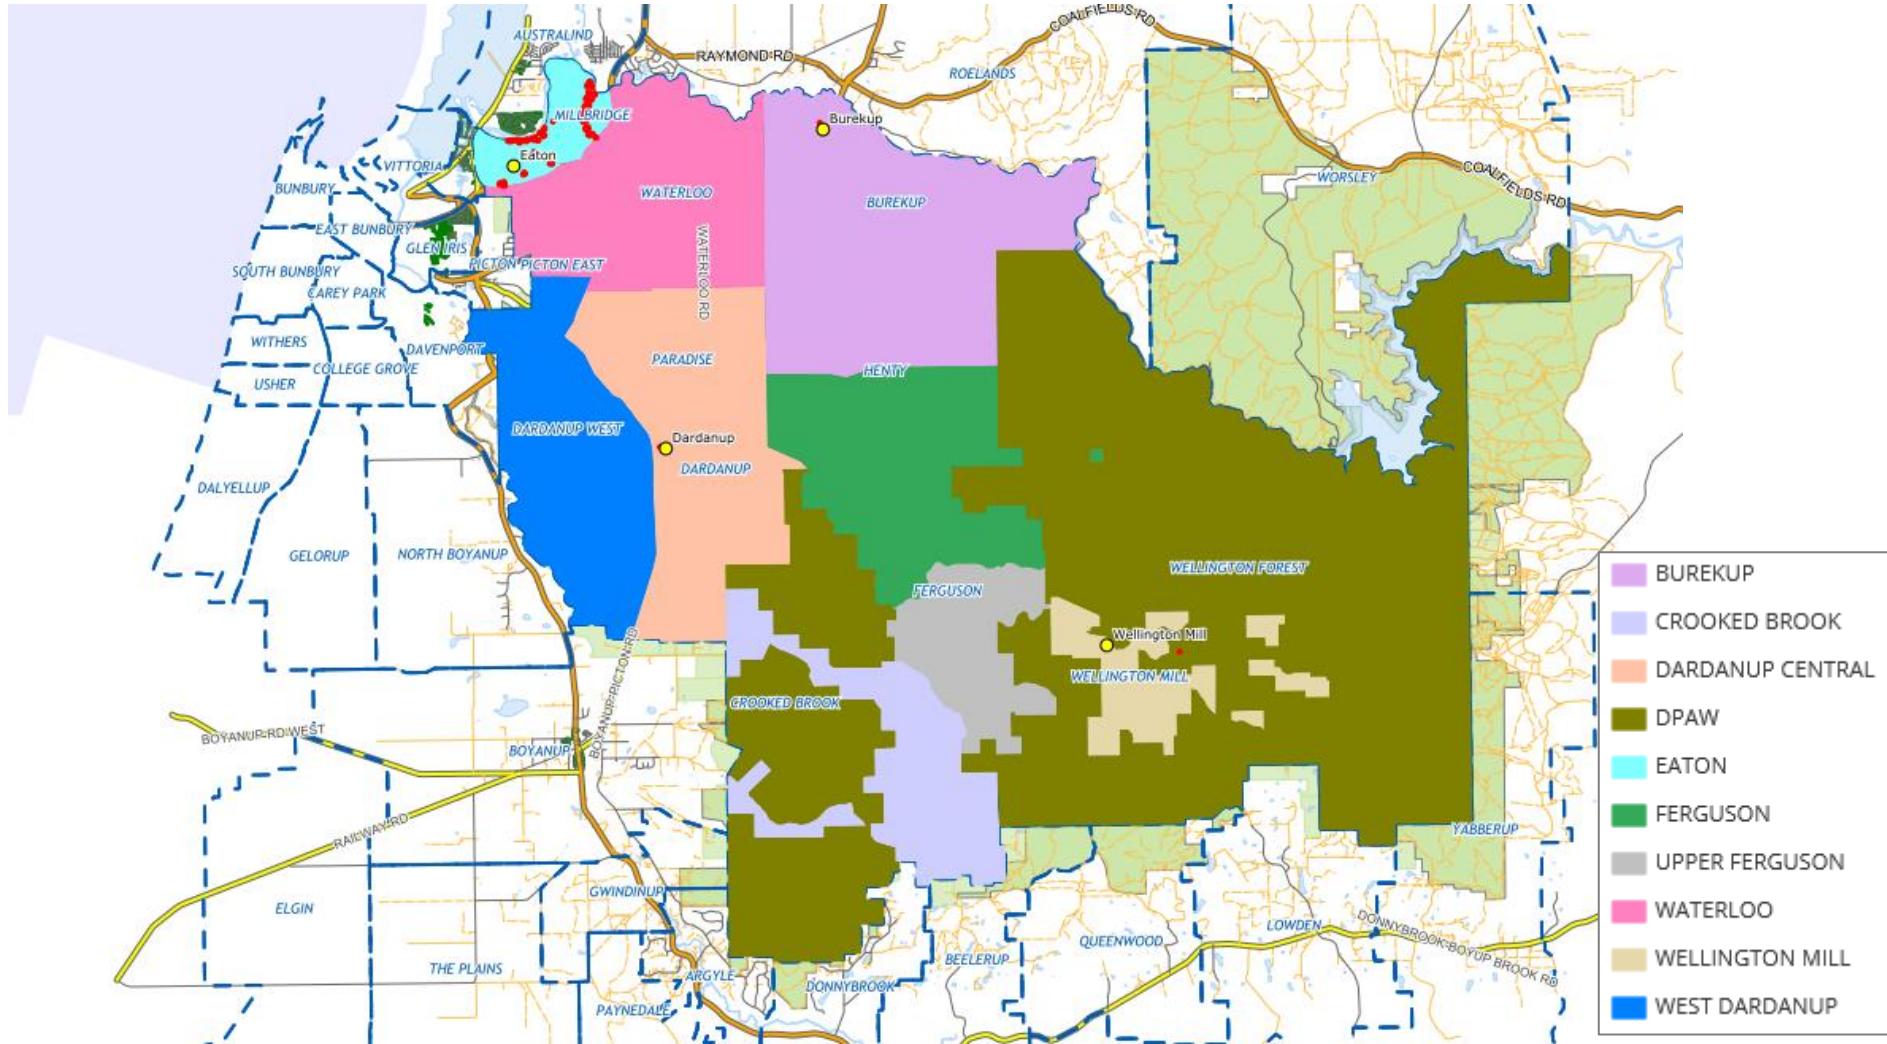 COALFIELDS RD
AUSTRALIND
RAYMOND RD
ROELANDS
MILLBRIDGE
Burekup
Eaton
VITTORIA
COALFIELDS RD
WORSLEY
BUNBURY
WATERLOO
BUREKUP
EAST BUNBURY
GLEN IRIS
PICTON
PICTON EAST
WATERLOO RD
SOUTH BUNBURY
CAREY PARK
WITHERS
DAVENPORT
PARADISE
COLLEGE GROVE
HENTY
USHER
DARDANUP WEST
Dardanup
DARDANUP
DALYELLUP
GELORUP
NORTH BOYANUP
WELLINGTON FOREST
FERGUSON
Wellington Mill
WELLINGTON MILL
BOYANUP-PICTON RD
CROOKED BROOK
BOYANUP-RD WEST
BOYANUP
RAILWAY RD
YABBERUP
GWINDINUP
ELGIN
LOWDEN
DONNYBROOK-BOYUP BROOK RD
QUEENWOOD
BEELERUP
THE PLAINS
ARGYLE
DONNYBROOK
PAYNEDALE
BUREKUP
CROOKED BROOK
DARDANUP CENTRAL
DPAW
EATON
FERGUSON
UPPER FERGUSON
WATERLOO
WELLINGTON MILL
WEST DARDANUP